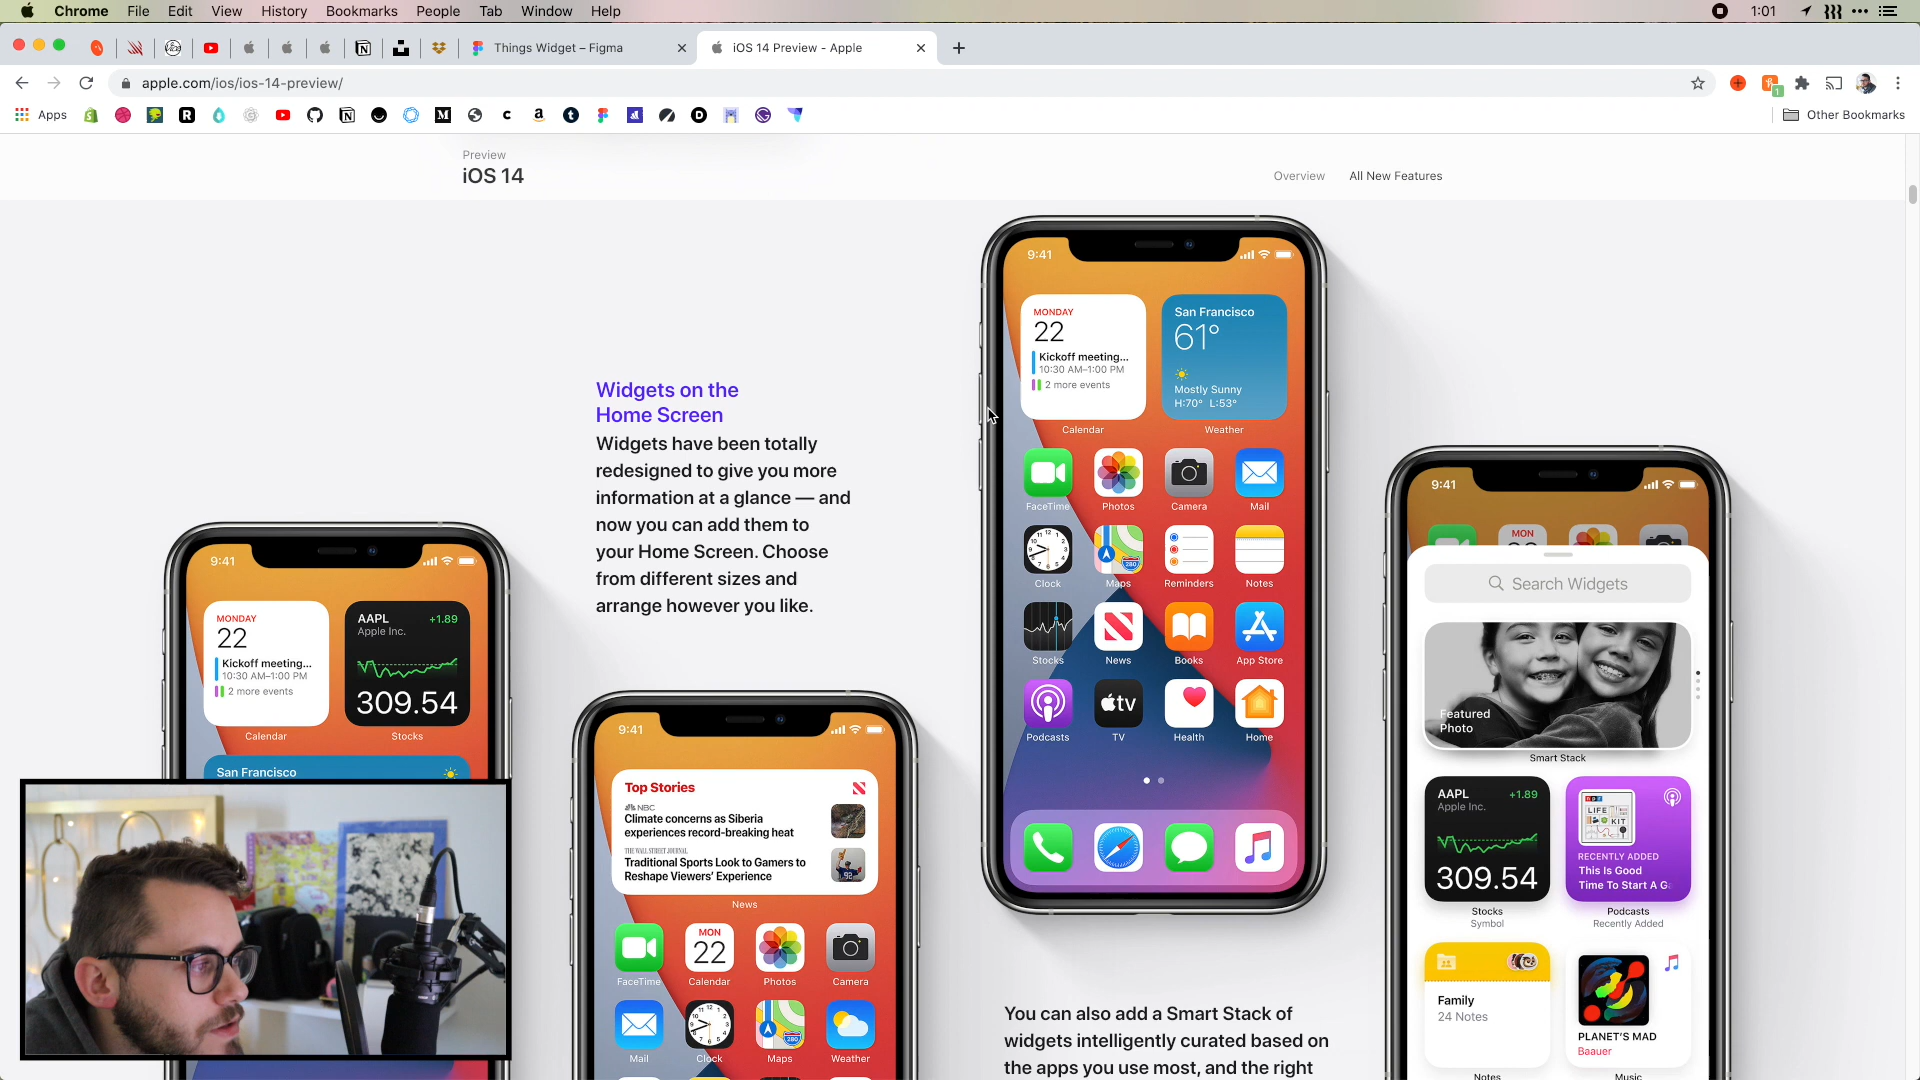 Chrome File Edit View History Bookmarks People Tab Window Help
1:01
Things Widget – Figma
iOS 14 Preview - Apple
apple.com/ios/ios-14-preview/
Apps
Other Bookmarks
Preview
iOS 14
Overview
All New Features
Widgets on the
Home Screen
Widgets have been totally
redesigned to give you more
information at a glance — and
now you can add them to
your Home Screen. Choose
from different sizes and
arrange however you like.
9:41
MONDAY
22
Kickoff meeting...
10:30 AM–1:00 PM
2 more events
Calendar
AAPL +1.89
Apple Inc.
309.54
Stocks
San Francisco
9:41
Top Stories
NBC
Climate concerns as Siberia
experiences record-breaking heat
THE WALL STREET JOURNAL
Traditional Sports Look to Gamers to
Reshape Viewers' Experience
News
MON
22
FaceTime Calendar Photos Camera
280
Mail Clock Maps Weather
9:41
MONDAY
22
Kickoff meeting...
10:30 AM–1:00 PM
2 more events
Calendar
San Francisco
61°
Mostly Sunny
H:70° L:53°
Weather
FaceTime Photos Camera Mail
280
Clock Maps Reminders Notes
Stocks News Books App Store
tv
Podcasts TV Health Home
You can also add a Smart Stack of
widgets intelligently curated based on
the apps you use most, and the right
9:41
MON
Search Widgets
Featured
Photo
Smart Stack
AAPL +1.89
Apple Inc.
309.54
Stocks
Symbol
npr
LIFE
KIT
RECENTLY ADDED
This Is Good
Time To Start A G
Podcasts
Recently Added
Family
24 Notes
Notes
PLANET'S MAD
Baauer
Music